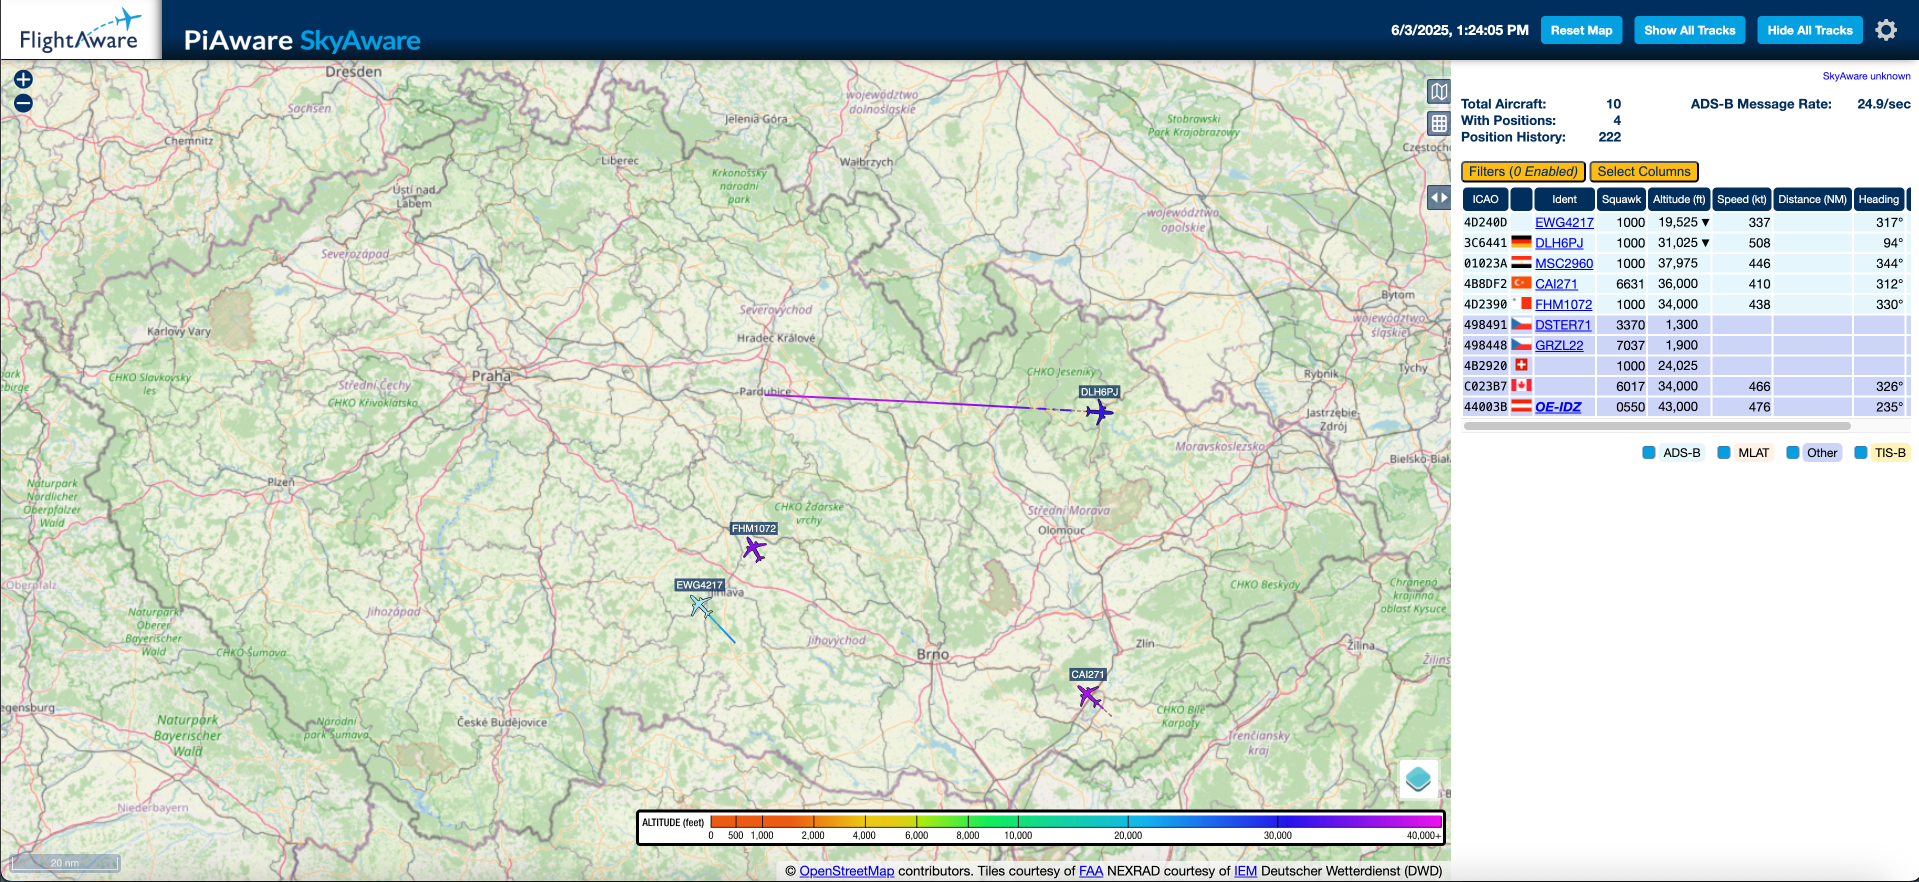 FlightAware
PiAware SkyAware
6/3/2025, 1:24:05 PM
Reset Map
Show All Tracks
Hide All Tracks
SkyAware unknown
Total Aircraft: 10
ADS-B Message Rate: 24.9/sec
With Positions: 4
Position History: 222
Filters (0 Enabled)
Select Columns
ICAO Ident Squawk Altitude (ft) Speed (kt) Distance (NM) Heading
4D240D EWG4217 1000 19,525 ▼ 337 317°
3C6441 DLH6PJ 1000 31,025 ▼ 508 94°
01023A MSC2960 1000 37,975 446 344°
4B8DF2 CAI271 6631 36,000 410 312°
4D2390 FHM1072 1000 34,000 438 330°
498491 DSTER71 3370 1,300
498448 GRZL22 7037 1,900
4B2920 1000 24,025
C023B7 6017 34,000 466 326°
44003B OE-IDZ 0550 43,000 476 235°
ADS-B
MLAT
Other
TIS-B
Dresden
Sachsen
Chemnitz
województwo
dolnośląskie
Jelenia Góra
Stobrawski
Park Krajobrazowy
Liberec
Wałbrzych
Ústí nad
Labem
Krkonošský
národní
park
województwo
opolskie
Severozápad
Karlovy Vary
Severovýchod
Hradec Králové
Bytom
województwo
śląskie
CHKO Slavkovský
les
Praha
Střední Čechy
CHKO Křivoklátsko
Pardubice
CHKO Jeseníky
Rybnik
Tychy
DLH6PJ
Jastrzębie-
Zdrój
Moravskoslezsko
Plzeň
Naturpark
Nördlicher
Oberpfälzer
Wald
CHKO Žďárské
vrchy
Střední Morava
Olomouc
FHM1072
EWG4217
Naturpark
Oberer
Bayerischer
Wald
Jihozápad
CHKO Beskydy
Chránená
krajinná
oblasť Kysuce
CHKO Šumava
Jihovýchod
Brno
Zlín
Žilina
CAI271
Naturpark
Bayerischer
Wald
Národní
park Šumava
České Budějovice
CHKO Bílé
Karpaty
Trenčiansky
kraj
Niederbayern
ALTITUDE (feet)
0 500 1,000 2,000 4,000 6,000 8,000 10,000 20,000 30,000 40,000+
20 nm
© OpenStreetMap contributors. Tiles courtesy of FAA NEXRAD courtesy of IEM Deutscher Wetterdienst (DWD)